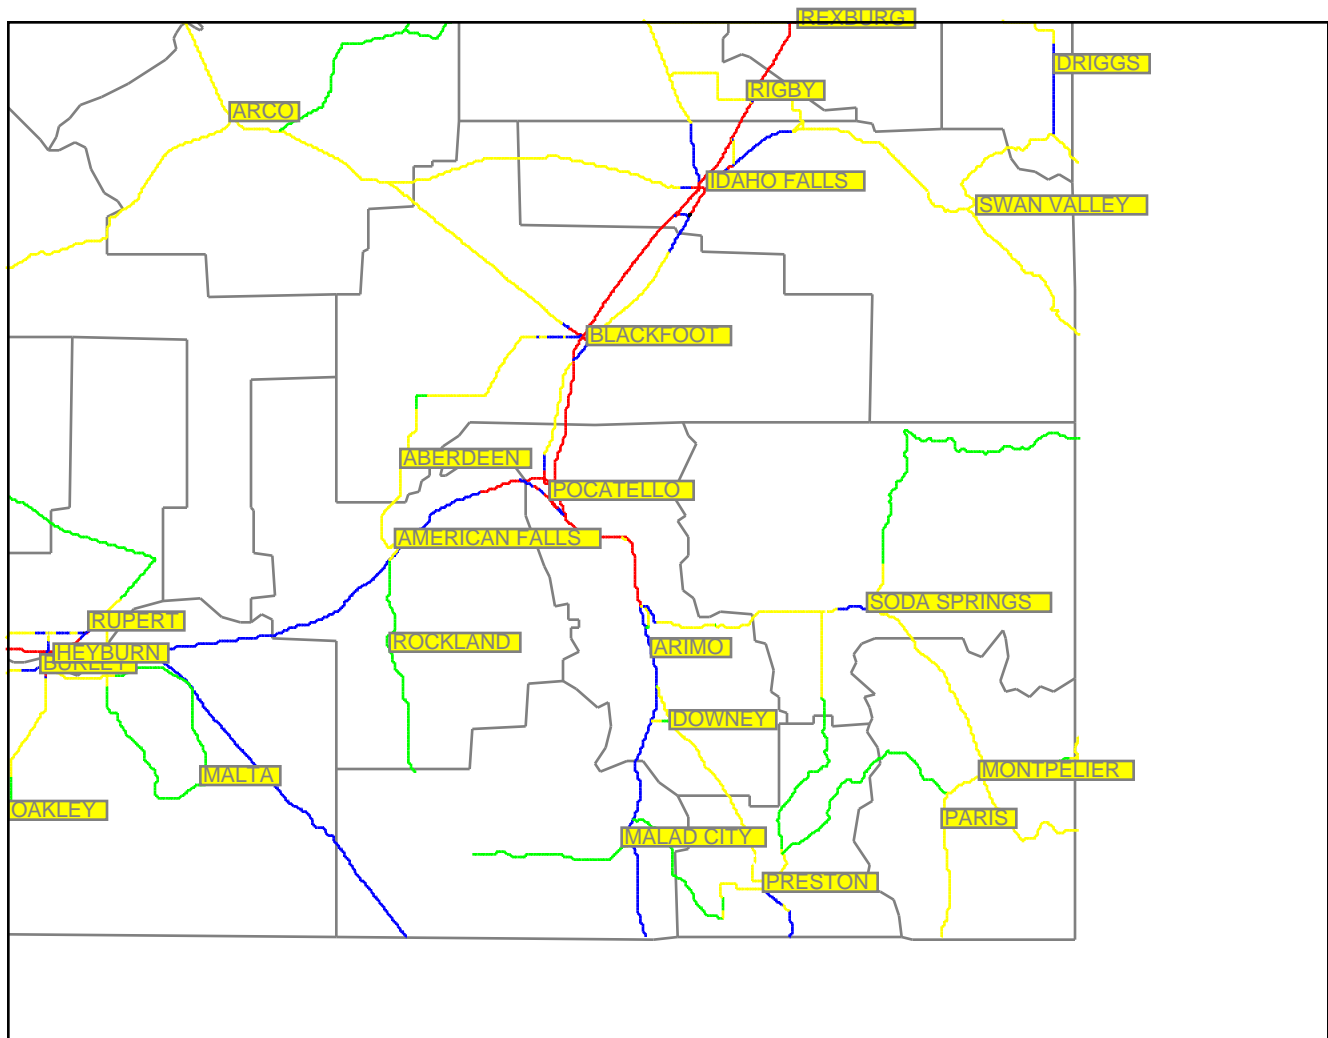 REXBURG
DRIGGS
RIGBY
ARCO
IDAHO FALLS
SWAN VALLEY
BLACKFOOT
ABERDEEN
POCATELLO
AMERICAN FALLS
SODA SPRINGS
RUPERT
ROCKLAND
ARIMO
HEYBURN
BURLEY
DOWNEY
MONTPELIER
MALTA
OAKLEY
PARIS
MALAD CITY
PRESTON